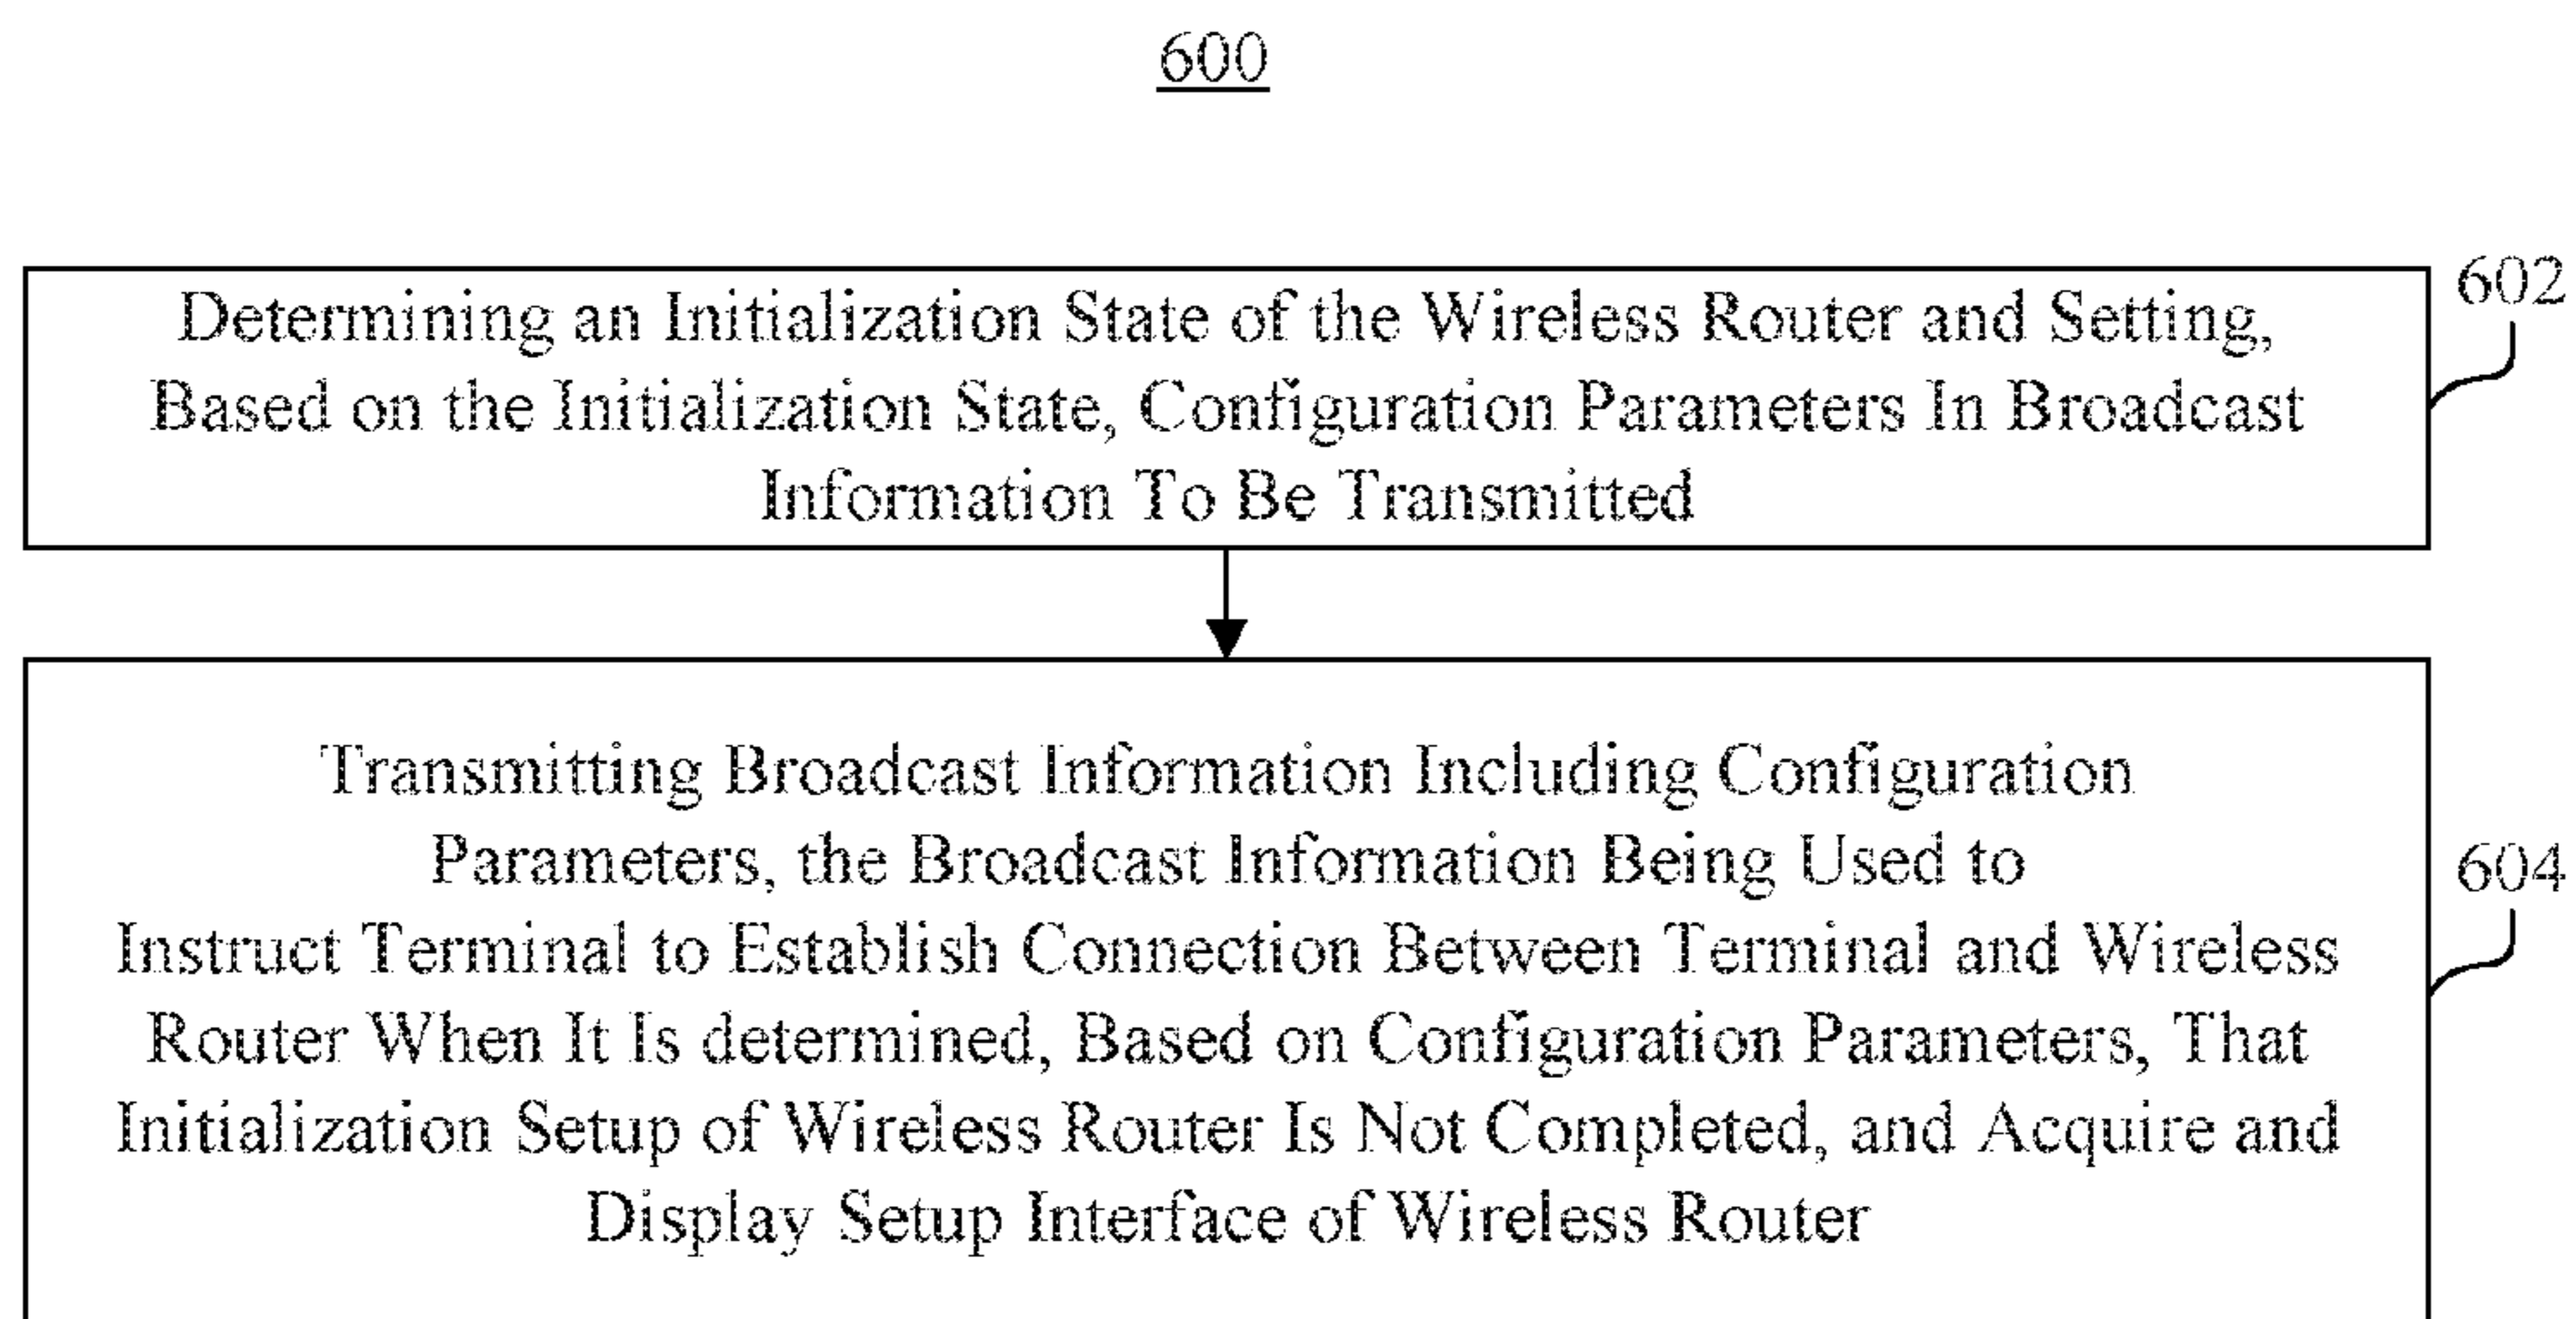 600
602
Determining an Initialization State of the Wireless Router and Setting,
Based on the Initialization State, Configuration Parameters In Broadcast
Information To Be Transmitted
Transmitting Broadcast Information Including Configuration
Parameters, the Broadcast Information Being Used to
604
Instruct Terminal to Establish Connection Between Terminal and Wireless
Router When It Is determined, Based on Configuration Parameters, That
Initialization Setup of Wireless Router Is Not Completed, and Acquire and
Display Setup Interface of Wireless Router